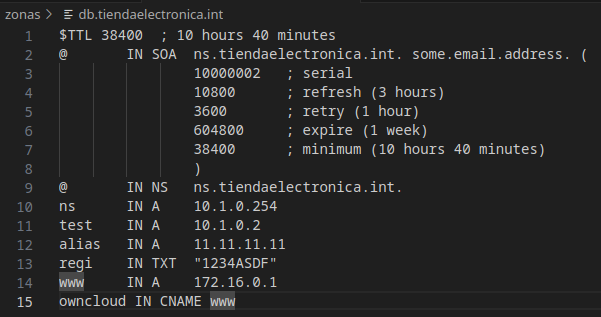 zonas > db.tiendaelectronica.int
1 $TTL 38400 ; 10 hours 40 minutes
2 @ IN SOA ns.tiendaelectronica.int. some.email.address. (
3 10000002 ; serial
4 10800 ; refresh (3 hours)
5 3600 ; retry (1 hour)
6 604800 ; expire (1 week)
7 38400 ; minimum (10 hours 40 minutes)
8 )
9 @ IN NS ns.tiendaelectronica.int.
10 ns IN A 10.1.0.254
11 test IN A 10.1.0.2
12 alias IN A 11.11.11.11
13 regi IN TXT "1234ASDF"
14 www IN A 172.16.0.1
15 owncloud IN CNAME www